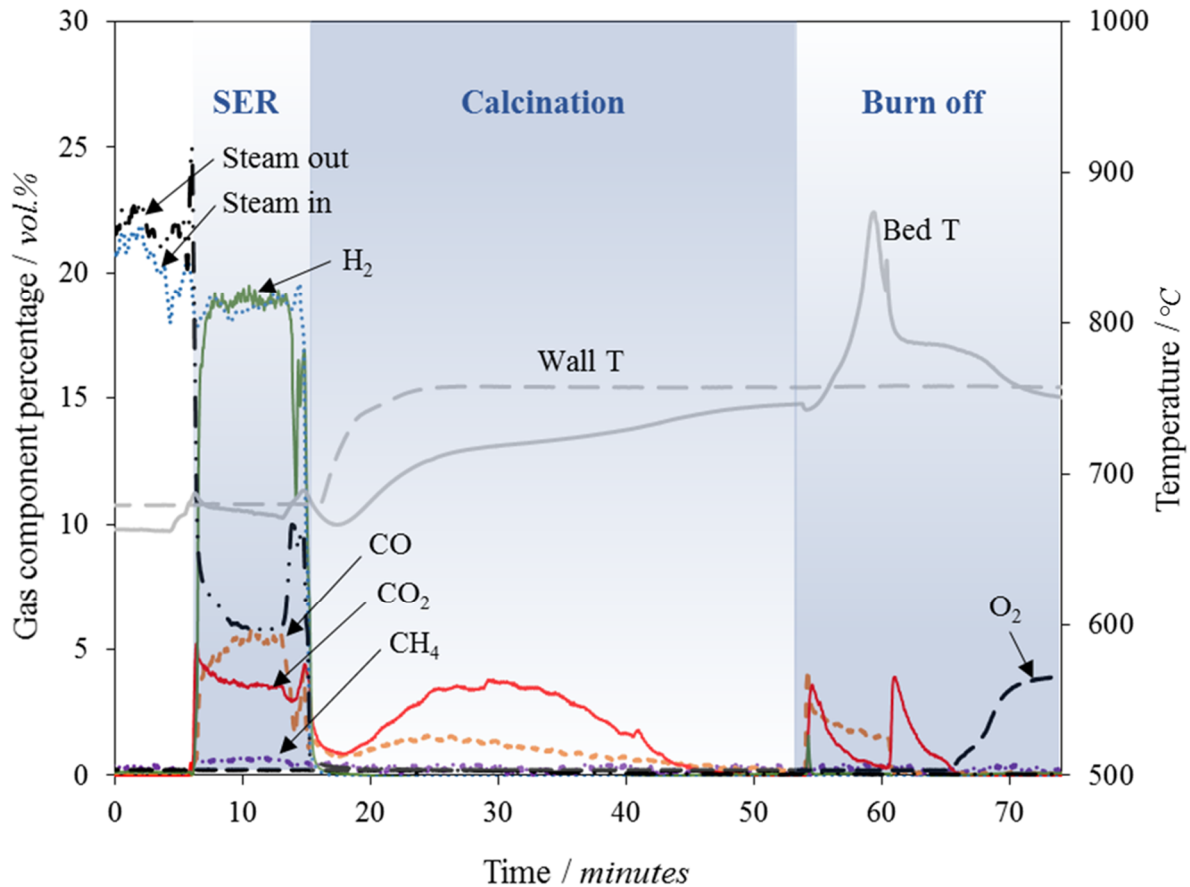 30
25
20
15
10
5
0
Gas component percentage / vol.%
1000
900
800
700
600
500
Temperature / °C
0 10 20 30 40 50 60 70
Time / minutes
SER
Calcination
Burn off
Steam out
Steam in
H₂
Bed T
Wall T
CO
CO₂
CH₄
O₂